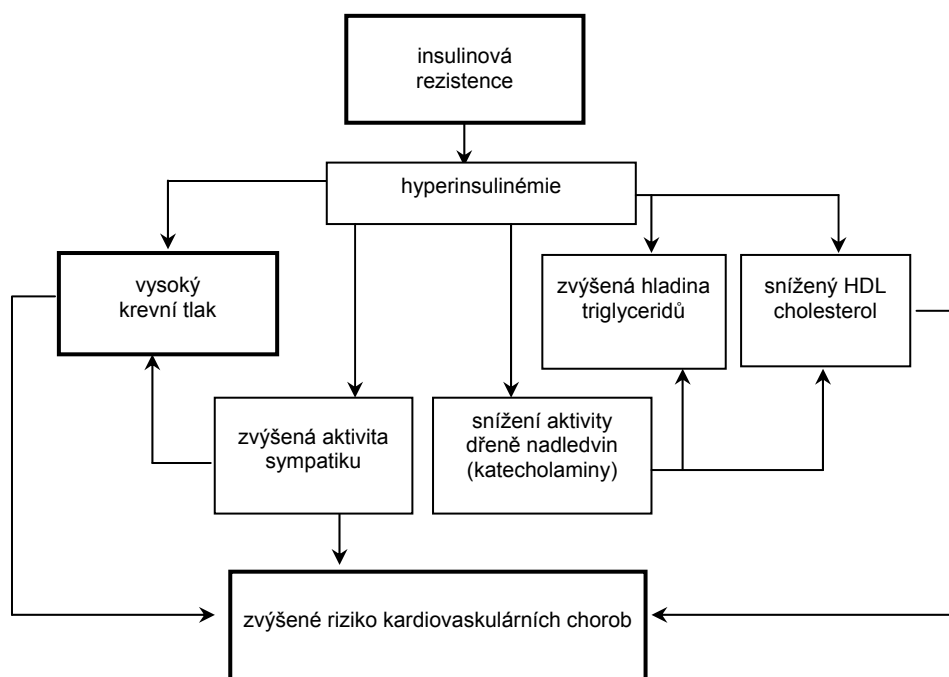 insulinová
rezistence
hyperinsulinémie
vysoký
krevní tlak
zvýšená hladina
triglyceridů
snížený HDL
cholesterol
zvýšená aktivita
sympatiku
snížení aktivity
dřeně nadledvin
(katecholaminy)
zvýšené riziko kardiovaskulárních chorob